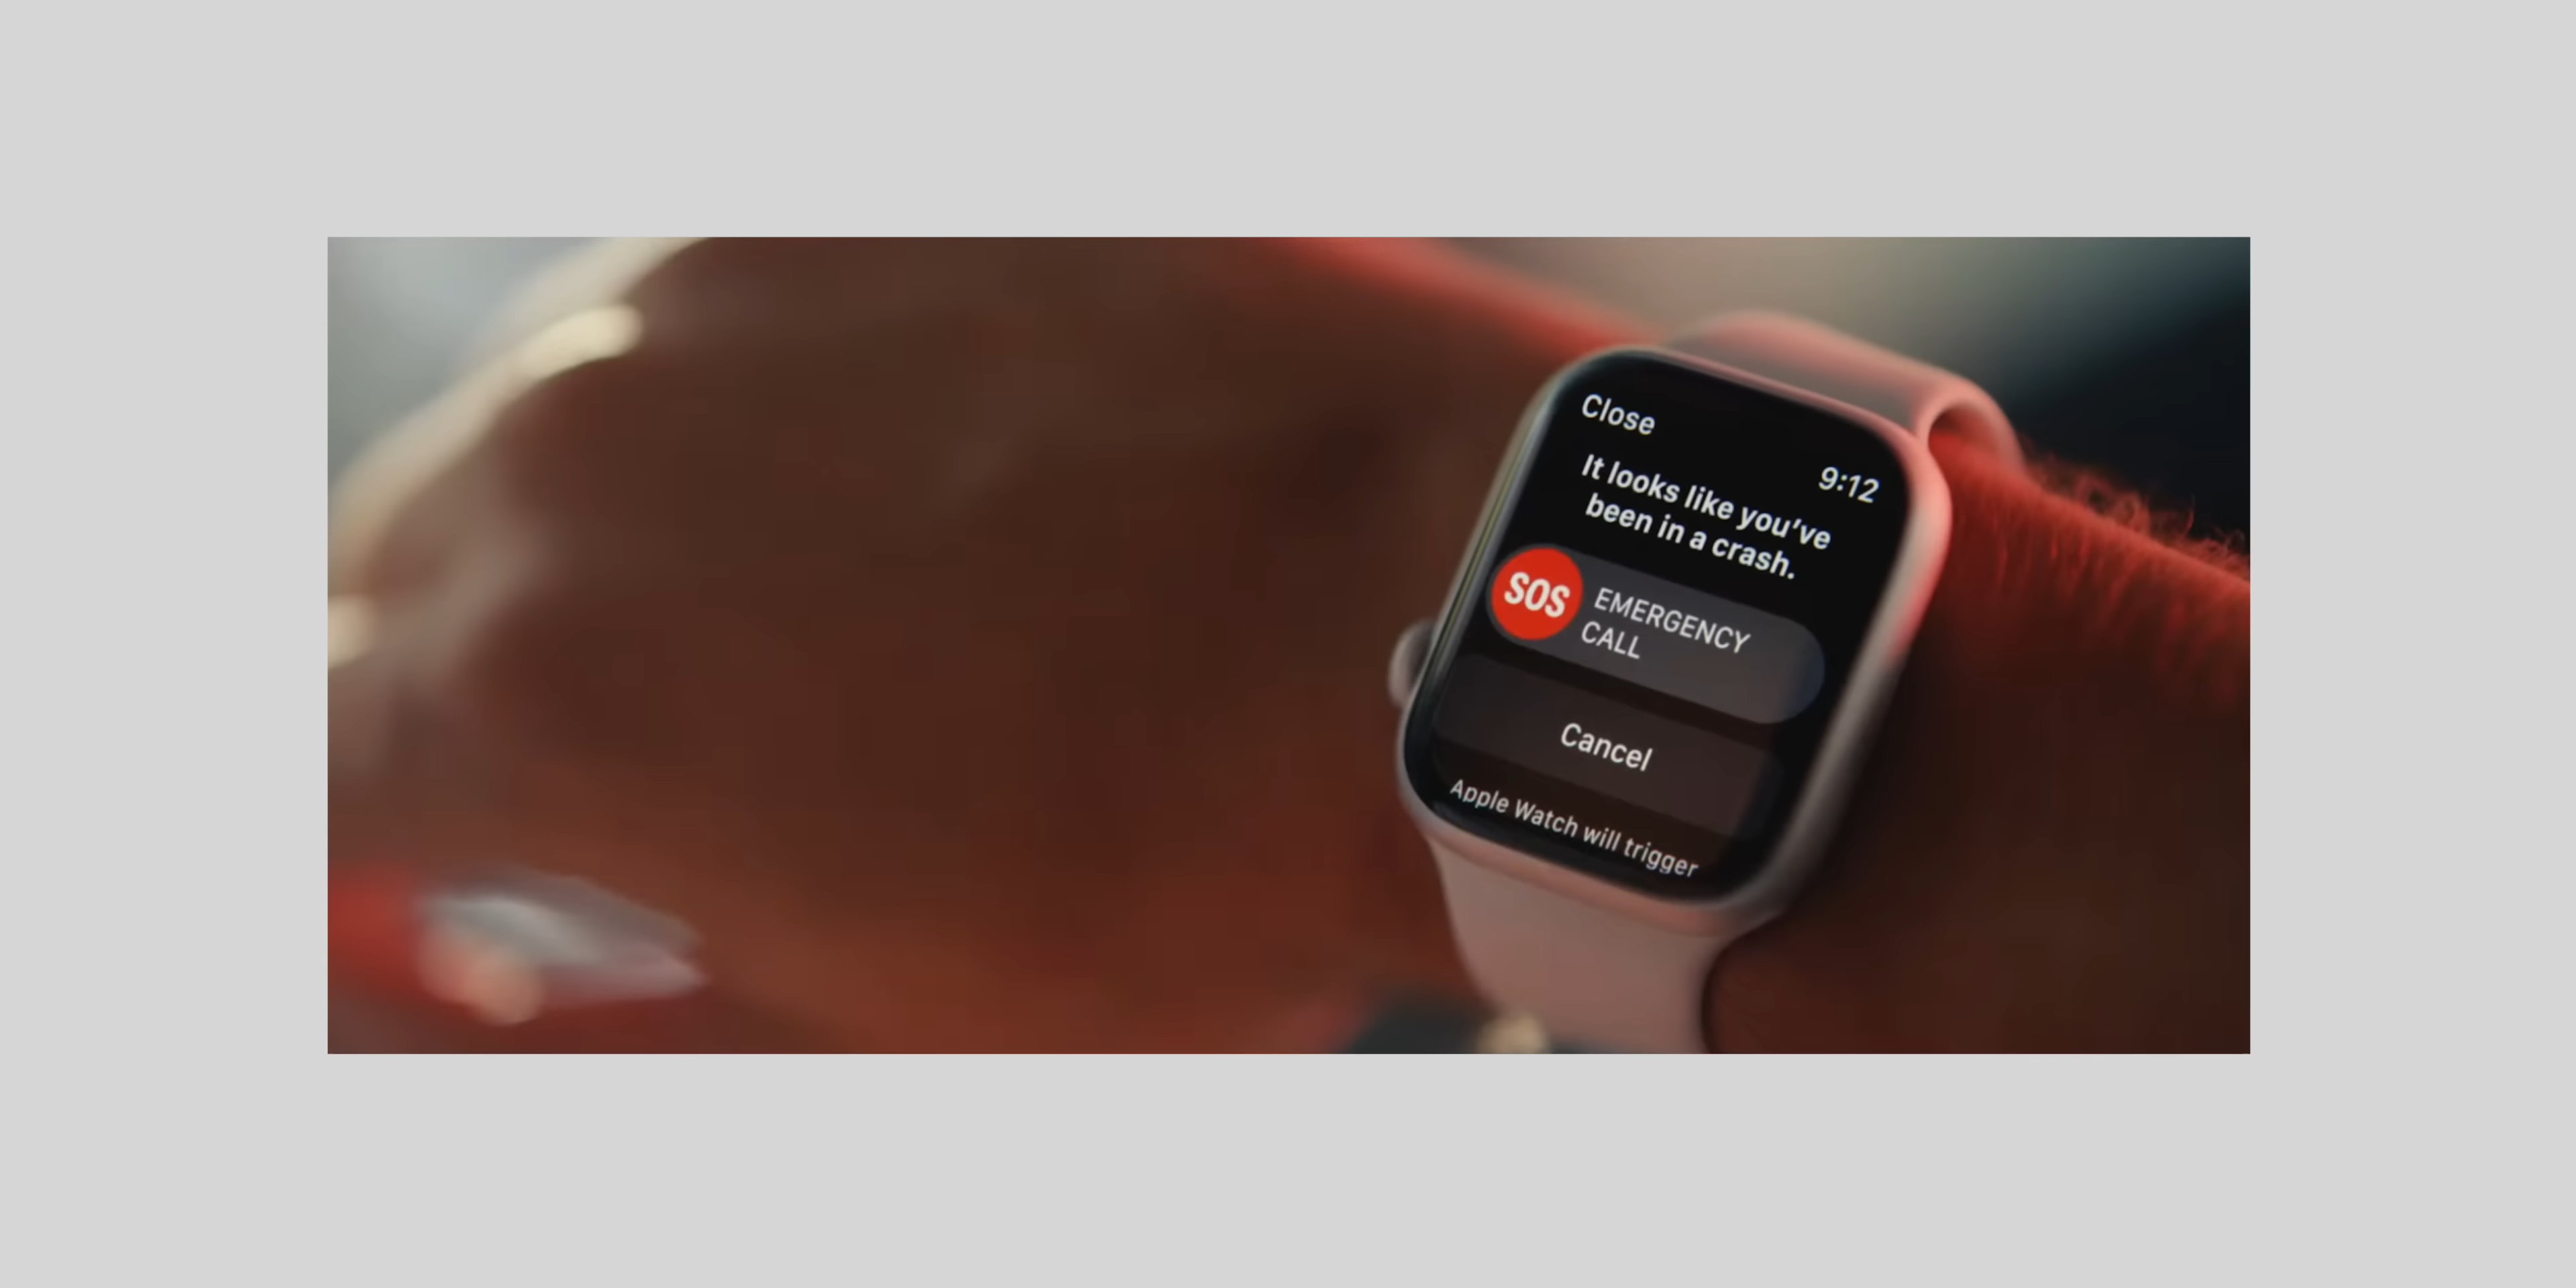 Close
9:12
It looks like you've
been in a crash.
SOS
EMERGENCY
CALL
Cancel
Apple Watch will trigger